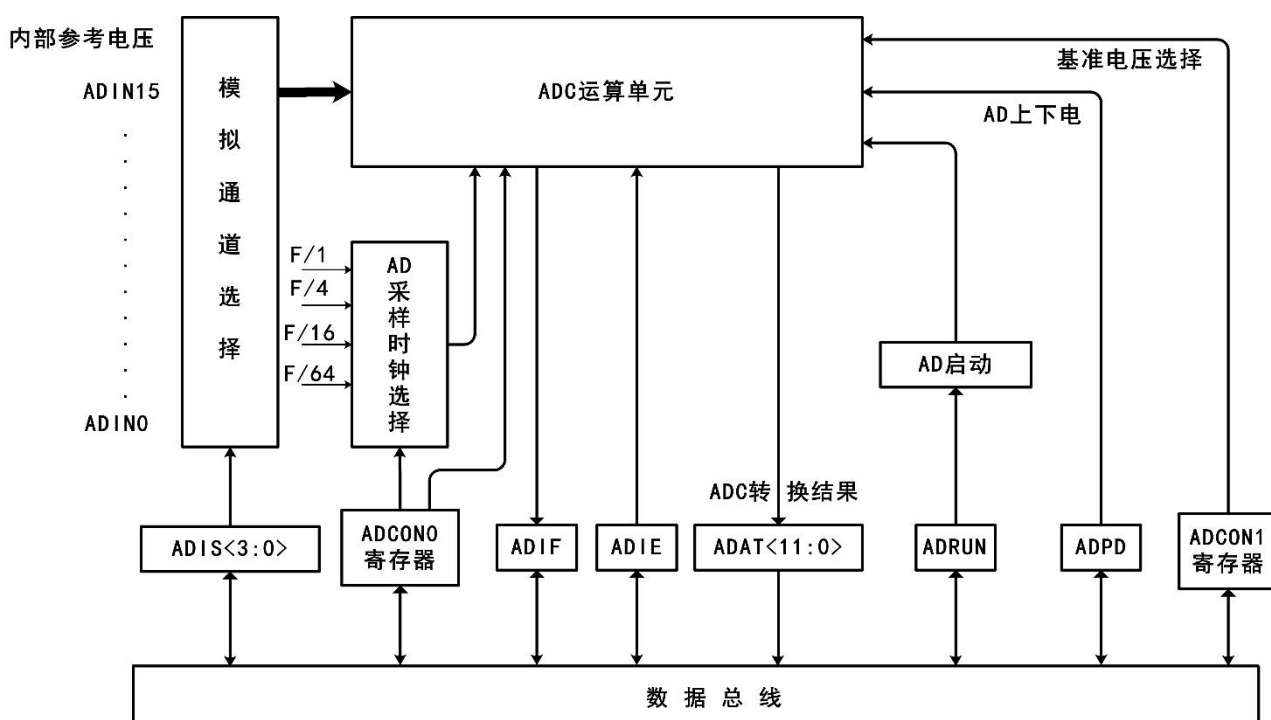 内部参考电压
ADIN15
ADIN0
模拟通道选择
ADC运算单元
基准电压选择
AD上下电
F/1
F/4
F/16
F/64
AD采样时钟选择
AD启动
ADC转换结果
ADIS<3:0>
ADCON0
寄存器
ADIF
ADIE
ADAT<11:0>
ADRUN
ADPD
ADCON1
寄存器
数据总线